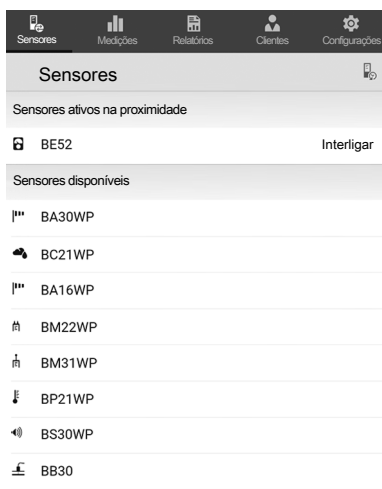 Sensores Medições Relatórios Clientes Configurações
Sensores
Sensores ativos na proximidade
BE52 Interligar
Sensores disponíveis
BA30WP
BC21WP
BA16WP
BM22WP
BM31WP
BP21WP
BS30WP
BB30